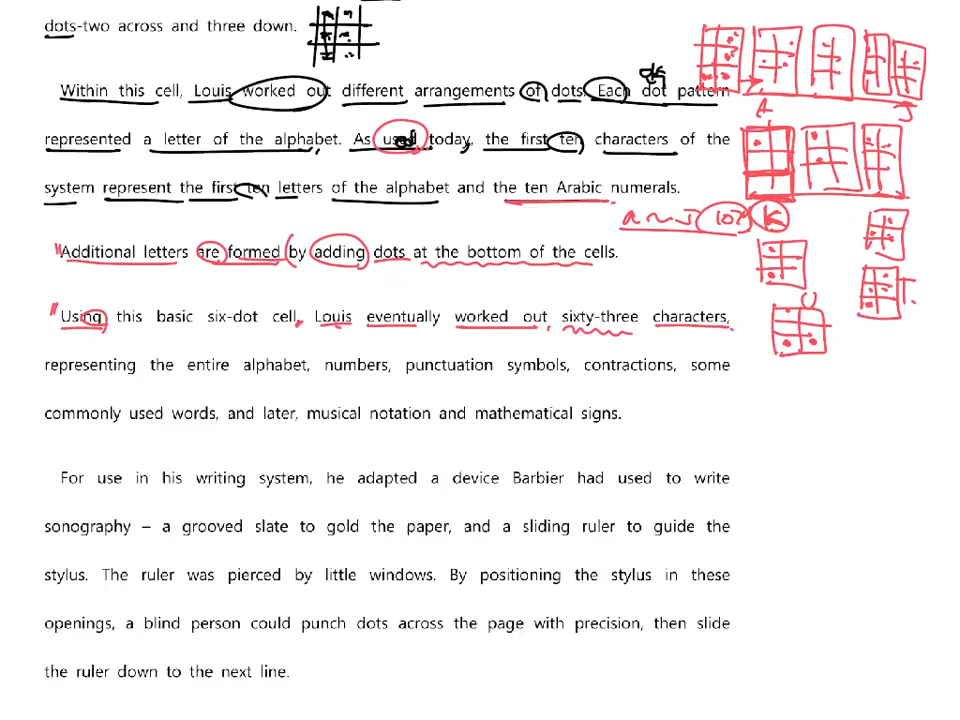 dots-two across and three down.
Within this cell, Louis worked out different arrangements of dots. Each dot pattern
represented a letter of the alphabet. As used today, the first ten characters of the
system represent the first ten letters of the alphabet and the ten Arabic numerals.
A J
a ~ J 107 K
Additional letters are formed by adding dots at the bottom of the cells.
Using this basic six-dot cell, Louis eventually worked out, sixty-three characters,
U T
representing the entire alphabet, numbers, punctuation symbols, contractions, some
commonly used words, and later, musical notation and mathematical signs.
For use in his writing system, he adapted a device Barbier had used to write
sonography – a grooved slate to gold the paper, and a sliding ruler to guide the
stylus. The ruler was pierced by little windows. By positioning the stylus in these
openings, a blind person could punch dots across the page with precision, then slide
the ruler down to the next line.